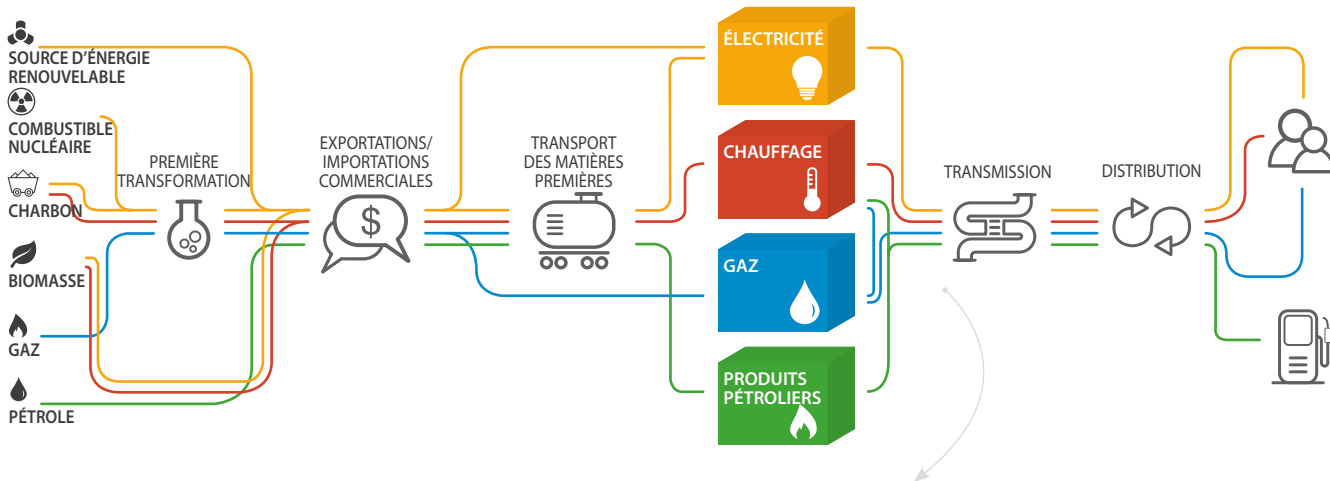 SOURCE D'ÉNERGIE
RENOUVELABLE
COMBUSTIBLE
NUCLÉAIRE
CHARBON
BIOMASSE
GAZ
PÉTROLE
PREMIÈRE
TRANSFORMATION
EXPORTATIONS/
IMPORTATIONS
COMMERCIALES
$
TRANSPORT
DES MATIÈRES
PREMIÈRES
ÉLECTRICITÉ
CHAUFFAGE
GAZ
PRODUITS
PÉTROLIERS
TRANSMISSION
DISTRIBUTION